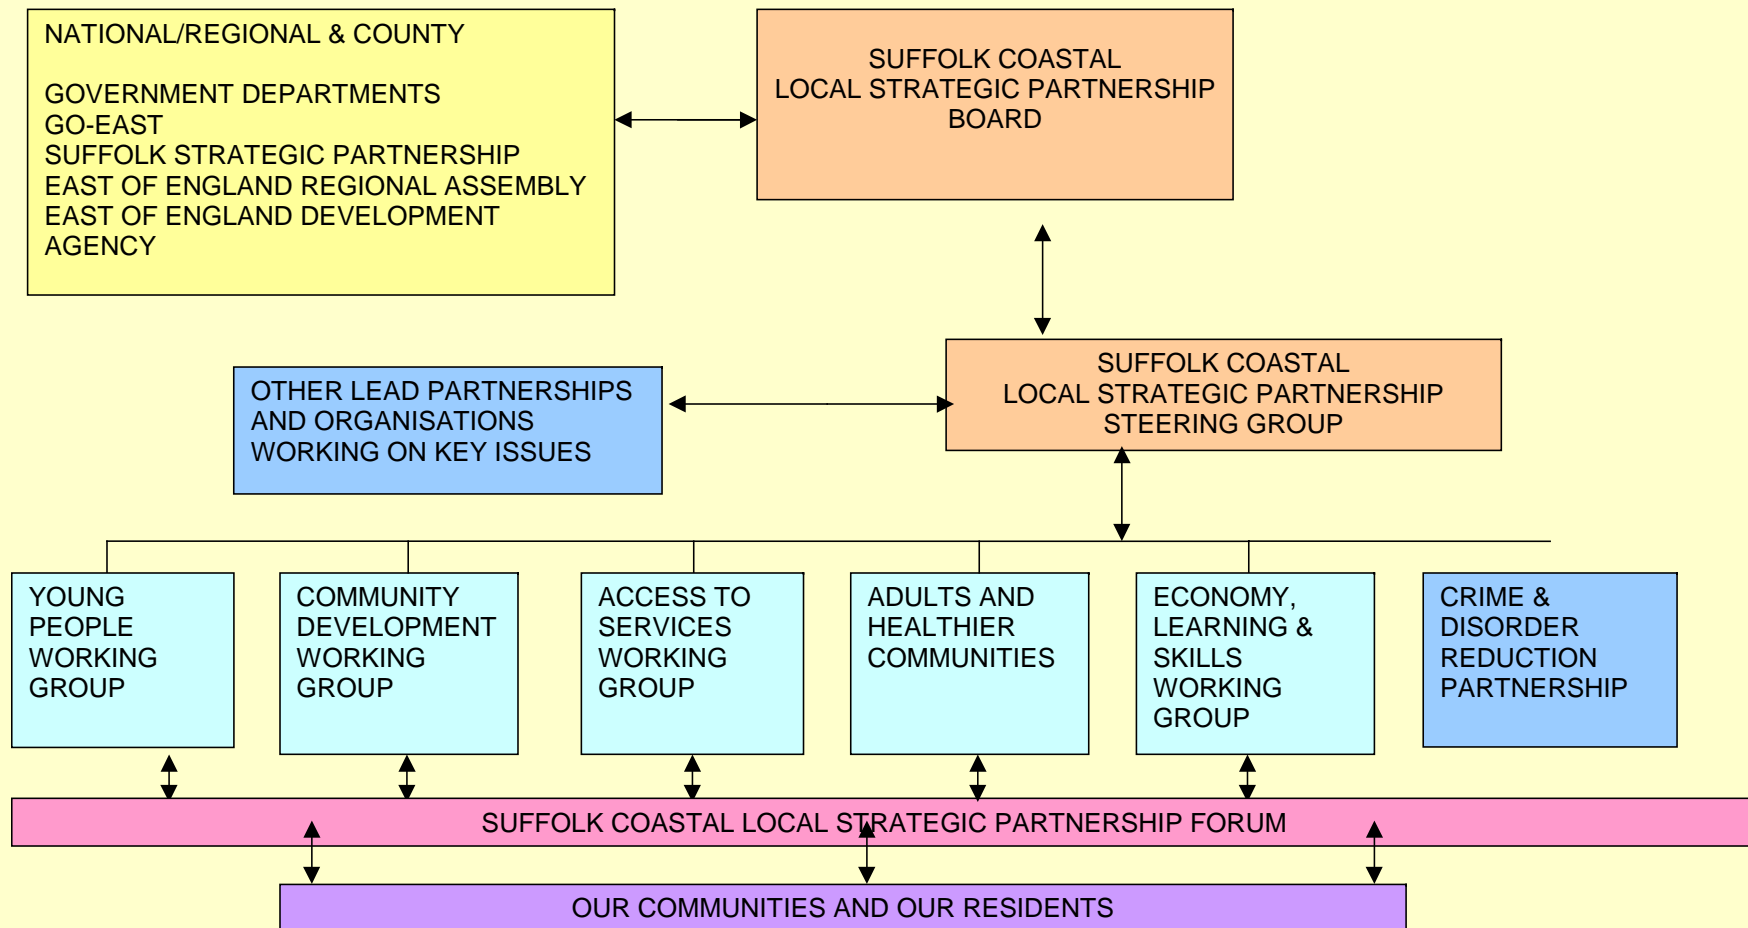 NATIONAL/REGIONAL & COUNTY
GOVERNMENT DEPARTMENTS
GO-EAST
SUFFOLK STRATEGIC PARTNERSHIP
EAST OF ENGLAND REGIONAL ASSEMBLY
EAST OF ENGLAND DEVELOPMENT
AGENCY
SUFFOLK COASTAL
LOCAL STRATEGIC PARTNERSHIP
BOARD
OTHER LEAD PARTNERSHIPS
AND ORGANISATIONS
WORKING ON KEY ISSUES
SUFFOLK COASTAL
LOCAL STRATEGIC PARTNERSHIP
STEERING GROUP
YOUNG
PEOPLE
WORKING
GROUP
COMMUNITY
DEVELOPMENT
WORKING
GROUP
ACCESS TO
SERVICES
WORKING
GROUP
ADULTS AND
HEALTHIER
COMMUNITIES
ECONOMY,
LEARNING &
SKILLS
WORKING
GROUP
CRIME &
DISORDER
REDUCTION
PARTNERSHIP
SUFFOLK COASTAL LOCAL STRATEGIC PARTNERSHIP FORUM
OUR COMMUNITIES AND OUR RESIDENTS